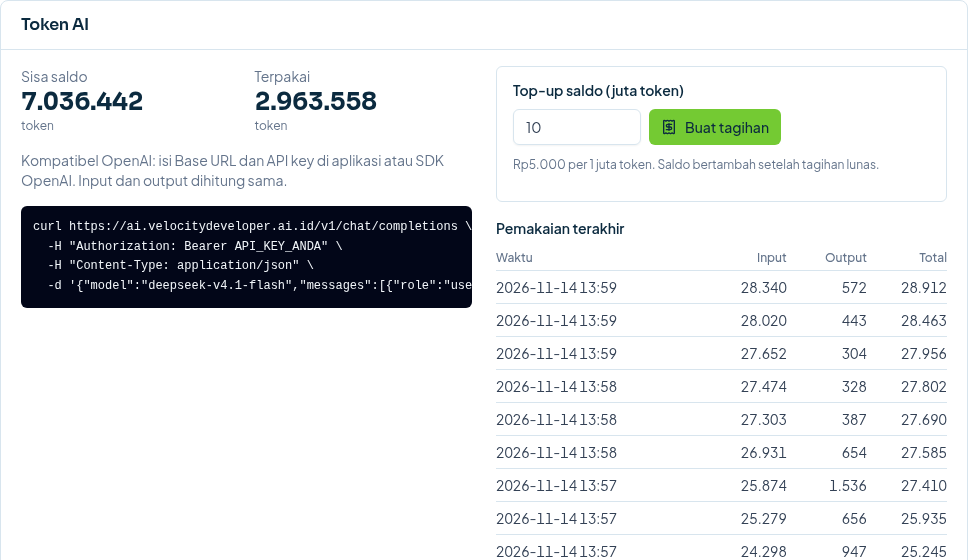 Token AI
Sisa saldo
7.036.442
token
Terpakai
2.963.558
token
Kompatibel OpenAI: isi Base URL dan API key di aplikasi atau SDK
OpenAI. Input dan output dihitung sama.
curl https://ai.velocitydeveloper.ai.id/v1/chat/completions \
-H "Authorization: Bearer API_KEY_ANDA" \
-H "Content-Type: application/json" \
-d '{"model":"deepseek-v4.1-flash","messages":[{"role":"use
Top-up saldo (juta token)
10
Buat tagihan
Rp5.000 per 1 juta token. Saldo bertambah setelah tagihan lunas.
Pemakaian terakhir
Waktu Input Output Total
2026-11-14 13:59 28.340 572 28.912
2026-11-14 13:59 28.020 443 28.463
2026-11-14 13:59 27.652 304 27.956
2026-11-14 13:58 27.474 328 27.802
2026-11-14 13:58 27.303 387 27.690
2026-11-14 13:58 26.931 654 27.585
2026-11-14 13:57 25.874 1.536 27.410
2026-11-14 13:57 25.279 656 25.935
2026-11-14 13:57 24.298 947 25.245